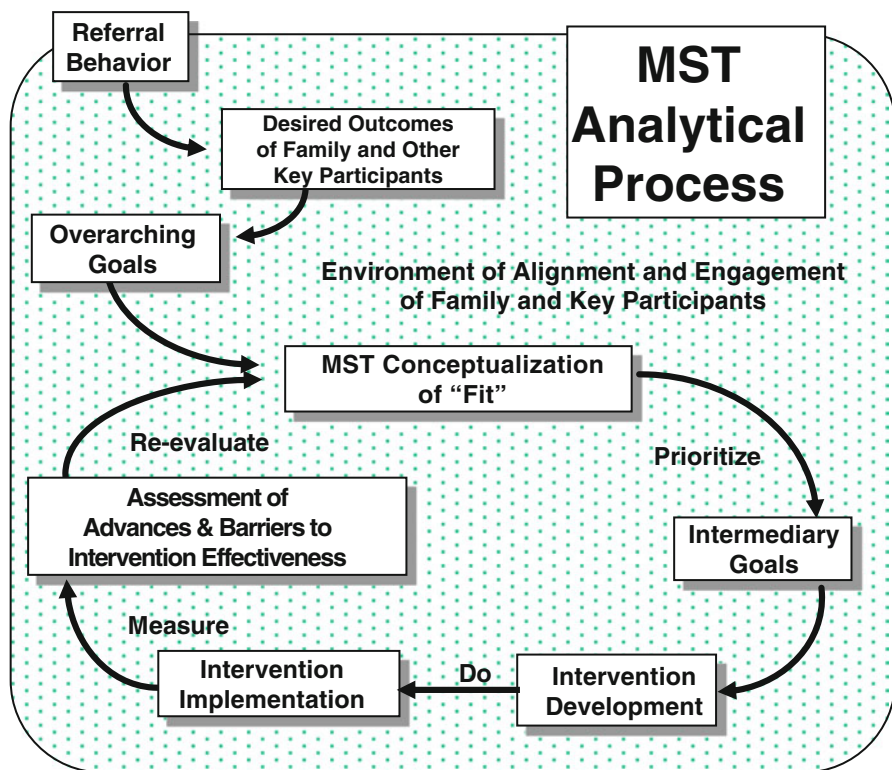 Referral
Behavior
MST
Analytical
Process
Desired Outcomes
of Family and Other
Key Participants
Overarching
Goals
Environment of Alignment and Engagement
of Family and Key Participants
MST Conceptualization
of “Fit”
Re-evaluate
Prioritize
Assessment of
Advances & Barriers to
Intervention Effectiveness
Intermediary
Goals
Measure
Do
Intervention
Implementation
Intervention
Development